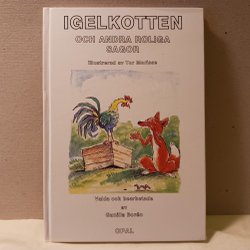 IGELKOTTEN
OCH ANDRA ROLIGA
SAGOR
Illustrerad av Tor Morisse
Valda och bearbetade
av
Gunilla Borén
OPAL